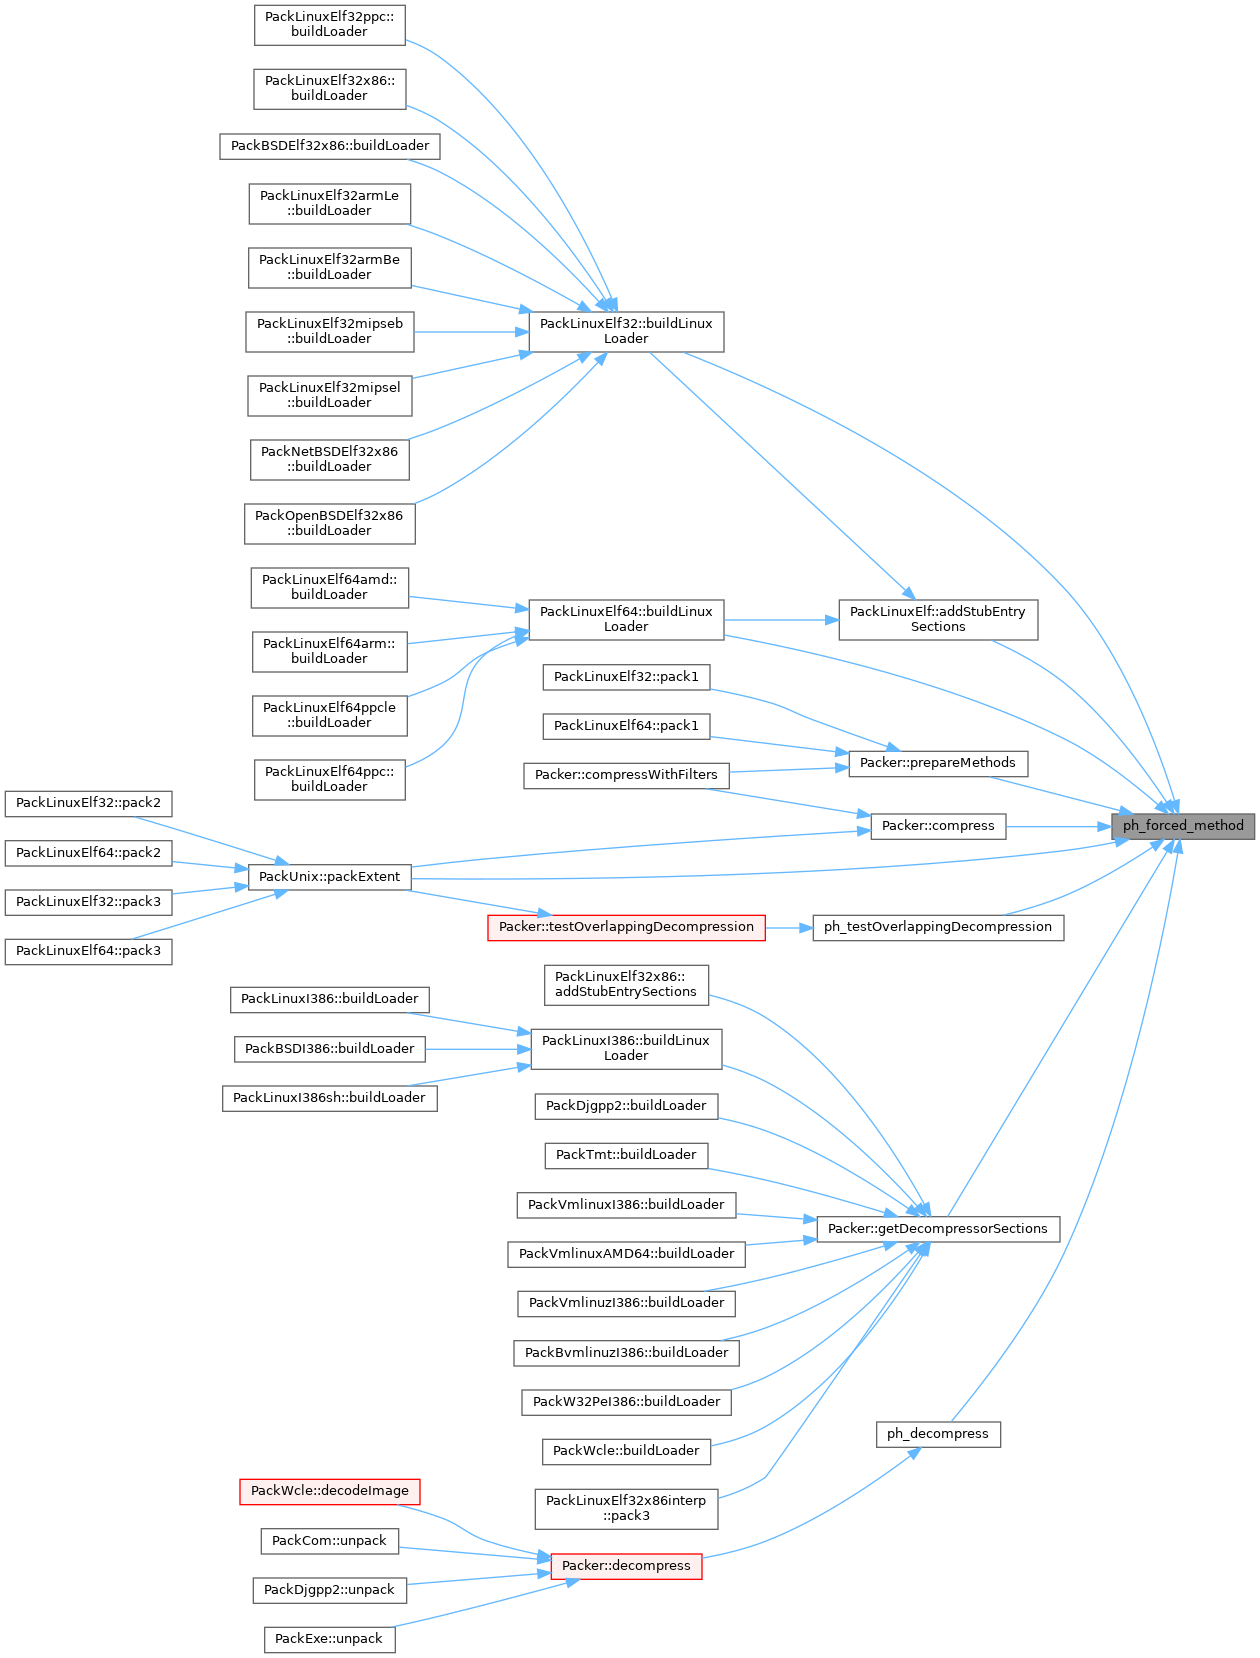 PackLinuxElf32ppc::
buildLoader
PackLinuxElf32x86::
buildLoader
PackBSDElf32x86::buildLoader
PackLinuxElf32armLe
::buildLoader
PackLinuxElf32armBe
::buildLoader
PackLinuxElf32mipseb
::buildLoader
PackLinuxElf32mipsel
::buildLoader
PackNetBSDElf32x86
::buildLoader
PackOpenBSDElf32x86
::buildLoader
PackLinuxElf32::buildLinux
Loader
PackLinuxElf64amd::
buildLoader
PackLinuxElf64arm::
buildLoader
PackLinuxElf64ppcle
::buildLoader
PackLinuxElf64ppc::
buildLoader
PackLinuxElf64::buildLinux
Loader
PackLinuxElf::addStubEntry
Sections
PackLinuxElf32::pack1
PackLinuxElf64::pack1
Packer::compressWithFilters
Packer::prepareMethods
Packer::compress
ph_forced_method
PackLinuxElf32::pack2
PackLinuxElf64::pack2
PackLinuxElf32::pack3
PackLinuxElf64::pack3
PackUnix::packExtent
Packer::testOverlappingDecompression
ph_testOverlappingDecompression
PackLinuxElf32x86::
addStubEntrySections
PackLinuxI386::buildLoader
PackBSDI386::buildLoader
PackLinuxI386sh::buildLoader
PackLinuxI386::buildLinux
Loader
PackDjgpp2::buildLoader
PackTmt::buildLoader
PackVmlinuxI386::buildLoader
PackVmlinuxAMD64::buildLoader
PackVmlinuzI386::buildLoader
PackBvmlinuzI386::buildLoader
PackW32PeI386::buildLoader
PackWcle::buildLoader
PackLinuxElf32x86interp
::pack3
Packer::getDecompressorSections
ph_decompress
PackWcle::decodeImage
PackCom::unpack
PackDjgpp2::unpack
PackExe::unpack
Packer::decompress